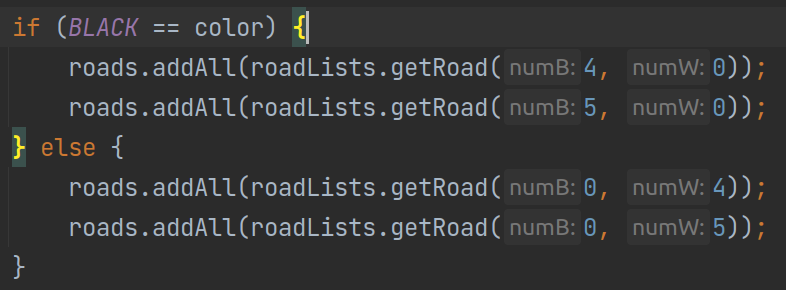 if (BLACK == color) {
    roads.addAll(roadLists.getRoad( numB: 4, numW: 0));
    roads.addAll(roadLists.getRoad( numB: 5, numW: 0));
} else {
    roads.addAll(roadLists.getRoad( numB: 0, numW: 4));
    roads.addAll(roadLists.getRoad( numB: 0, numW: 5));
}